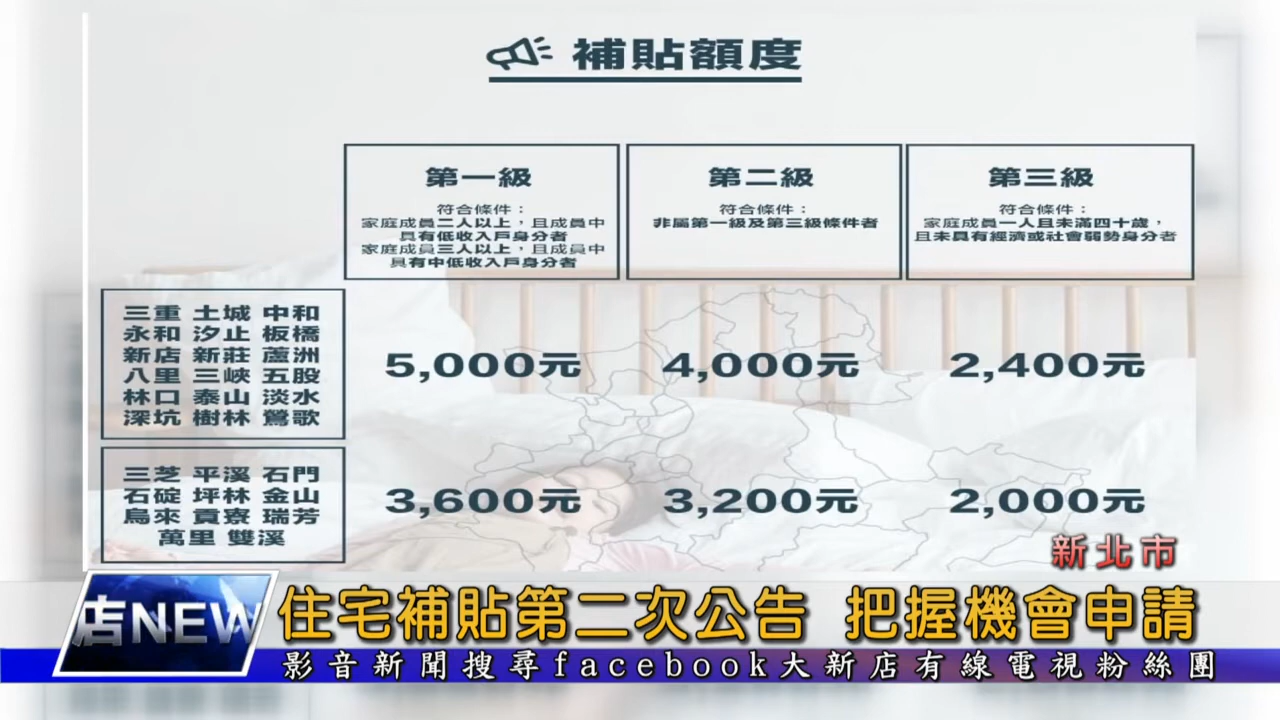 補貼額度
第一級
符合條件：
家庭成員二人以上，且成員中
具有低收入戶身分者
家庭成員三人以上，且成員中
具有中低收入戶身分者
第二級
符合條件：
非屬第一級及第三級條件者
第三級
符合條件：
家庭成員一人且未滿四十歲，
且未具有經濟或社會弱勢身分者
三重 土城 中和
永和 汐止 板橋
新店 新莊 蘆洲
八里 三峽 五股
林口 泰山 淡水
深坑 樹林 鶯歌
5,000元
4,000元
2,400元
三芝 平溪 石門
石碇 坪林 金山
烏來 貢寮 瑞芳
萬里 雙溪
3,600元
3,200元
2,000元
新北市
店NEW
住宅補貼第二次公告 把握機會申請
影音新聞搜尋facebook大新店有線電視粉絲團